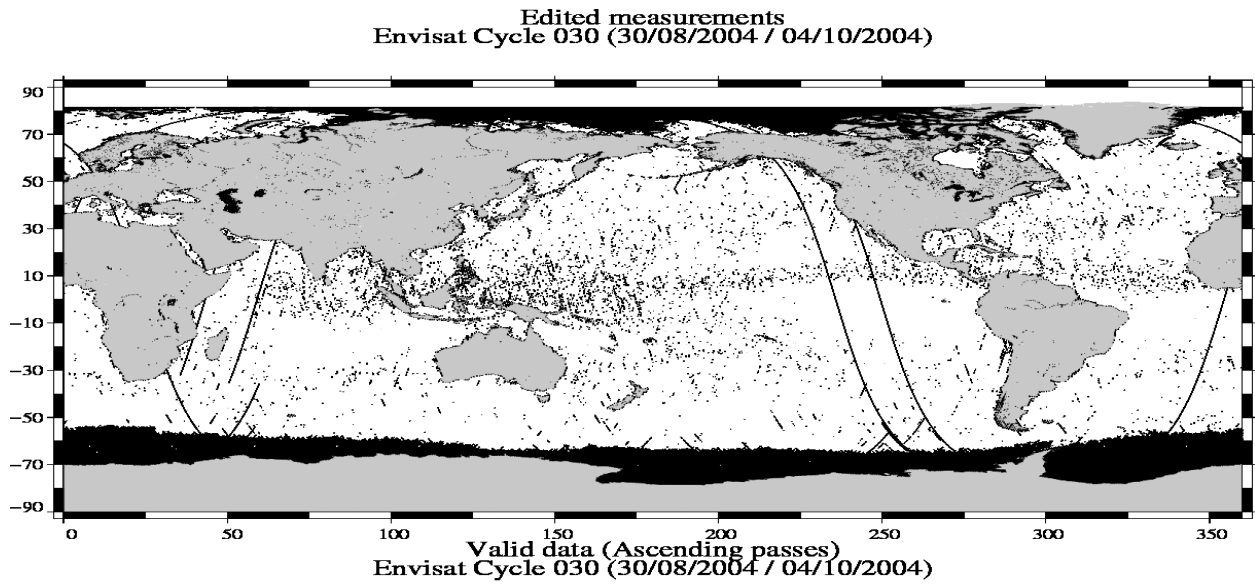 Edited measurements
Envisat Cycle 030 (30/08/2004 / 04/10/2004)
90
70
50
30
10
−10
−30
−50
−70
−90
0 50 100 150 200 250 300 350
Valid data (Ascending passes)
Envisat Cycle 030 (30/08/2004 / 04/10/2004)